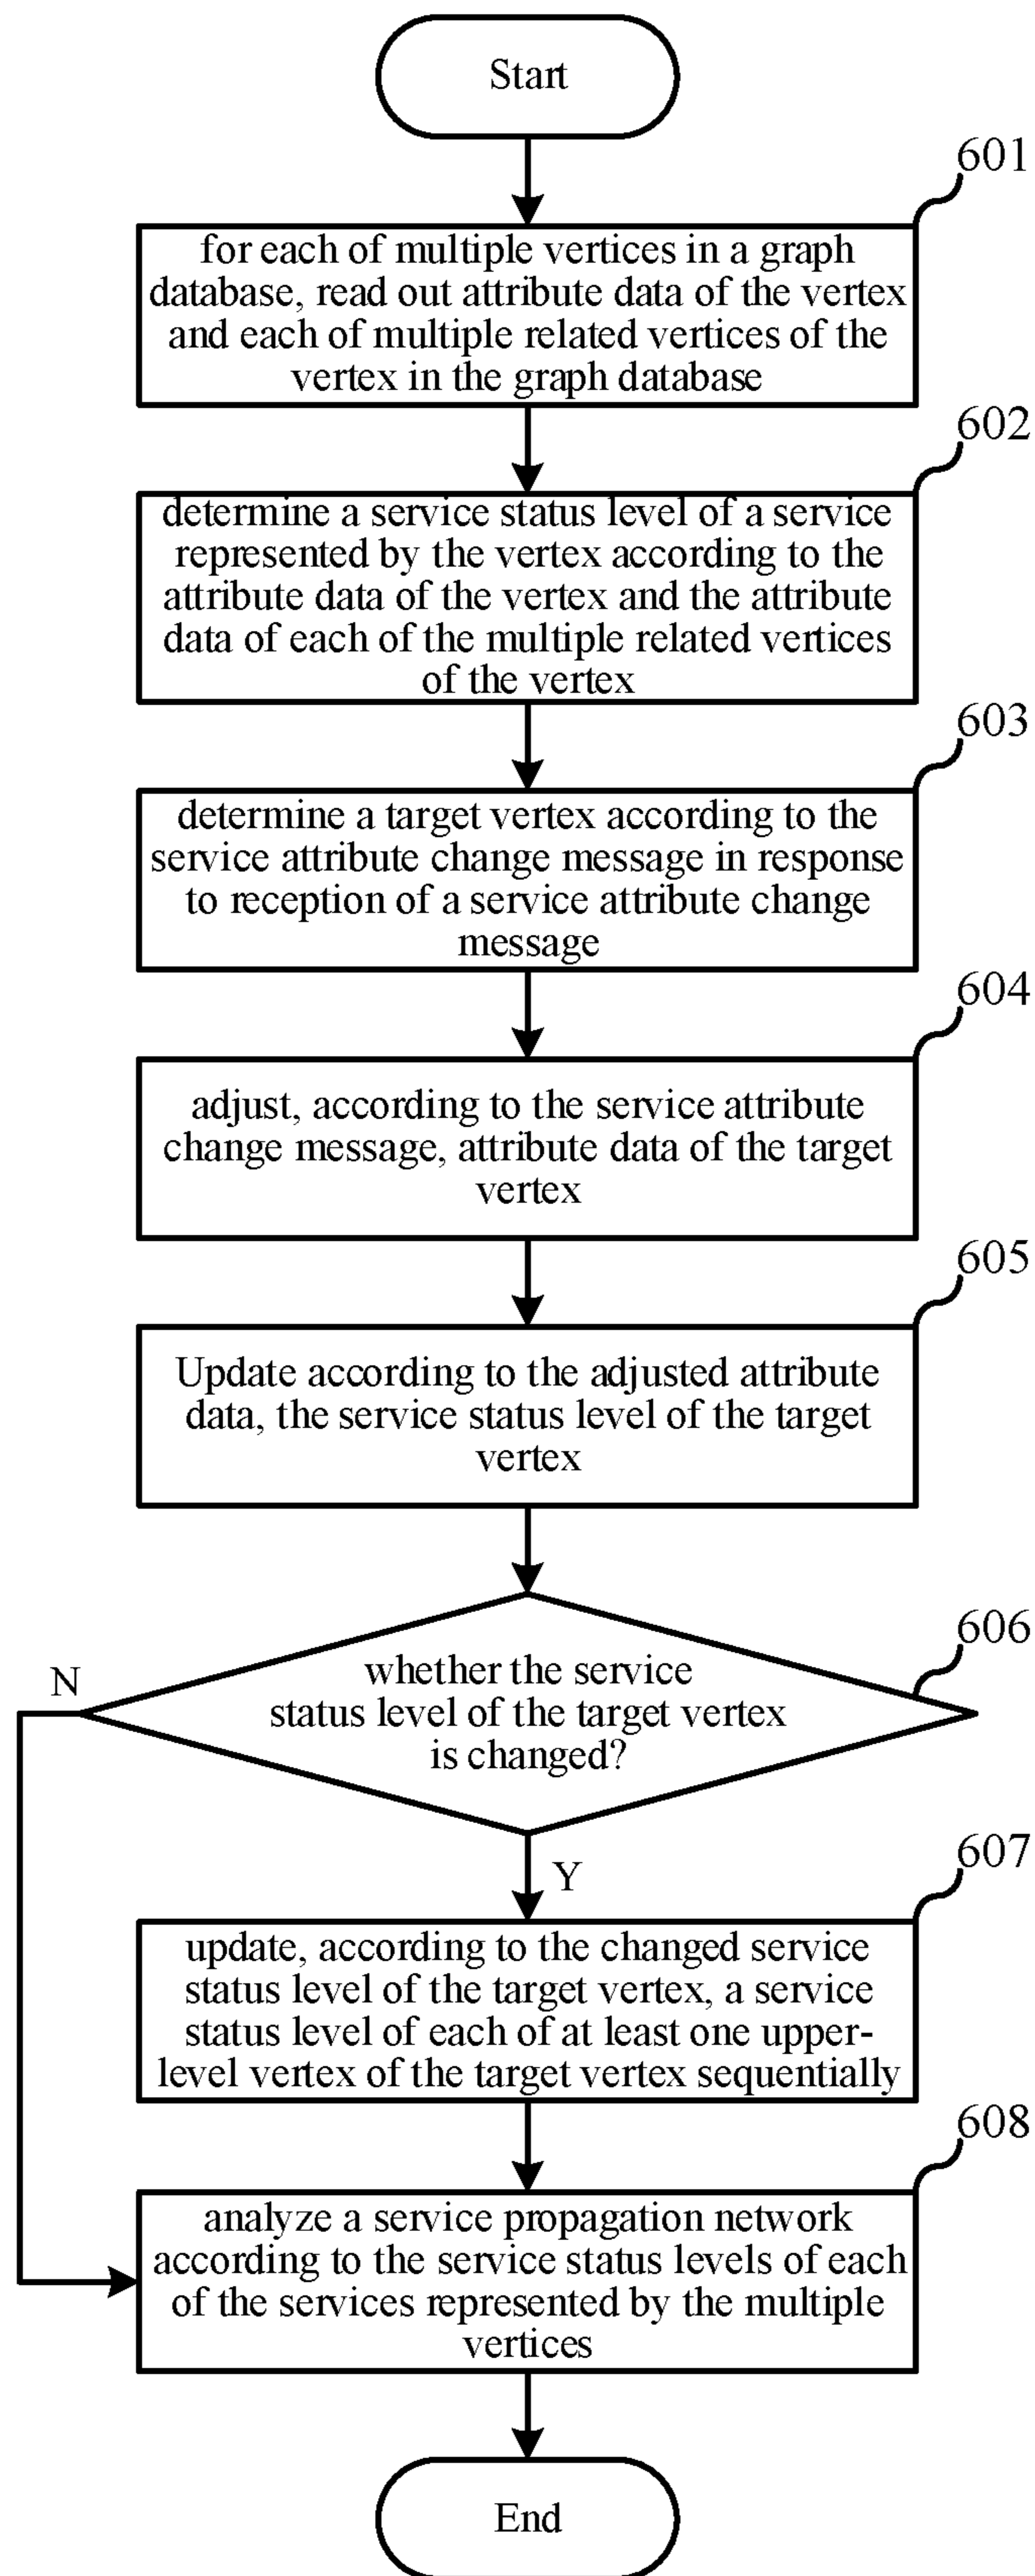 Start
601
for each of multiple vertices in a graph
database, read out attribute data of the vertex
and each of multiple related vertices of the
vertex in the graph database
602
determine a service status level of a service
represented by the vertex according to the
attribute data of the vertex and the attribute
data of each of the multiple related vertices
of the vertex
603
determine a target vertex according to the
service attribute change message in response
to reception of a service attribute change
message
604
adjust, according to the service attribute
change message, attribute data of the target
vertex
605
Update according to the adjusted attribute
data, the service status level of the target
vertex
606
whether the service
status level of the target vertex
is changed?
N
Y
607
update, according to the changed service
status level of the target vertex, a service
status level of each of at least one upper-
level vertex of the target vertex sequentially
608
analyze a service propagation network
according to the service status levels of each
of the services represented by the multiple
vertices
End